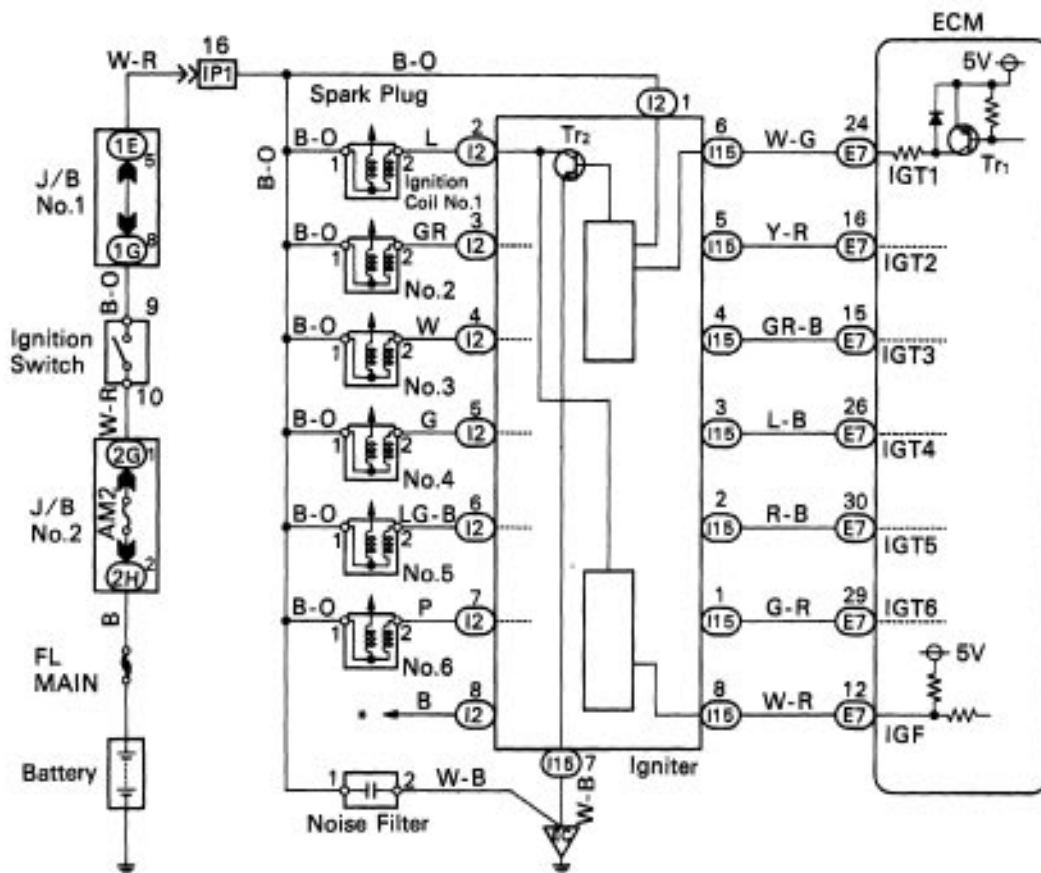 ECM
16
W-R
IP1
B-O
5V
Spark Plug
I2
1
1E
5
B-O
L
2
I2
Tr2
6
I15
W-G
24
E7
IGT1
Tr1
J/B
No.1
B-O
1
2
Ignition
Coil No.1
1G
8
B-O
GR
3
I2
5
I15
Y-R
16
E7
IGT2
1
2
No.2
B-O
9
Ignition
Switch
10
B-O
W
4
I2
4
I15
GR-B
15
E7
IGT3
1
2
No.3
W-R
2G
1
B-O
G
5
I2
3
I15
L-B
26
E7
IGT4
1
2
No.4
J/B
No.2
AM2
2H
2
B-O
LG-B
6
I2
2
I15
R-B
30
E7
IGT5
1
2
No.5
B
B-O
P
7
I2
1
I15
G-R
29
E7
IGT6
1
2
No.6
FL
MAIN
5V
*
B
8
I2
8
I15
W-R
12
E7
IGF
Battery
1
2
W-B
I15
7
Igniter
W-B
Noise Filter